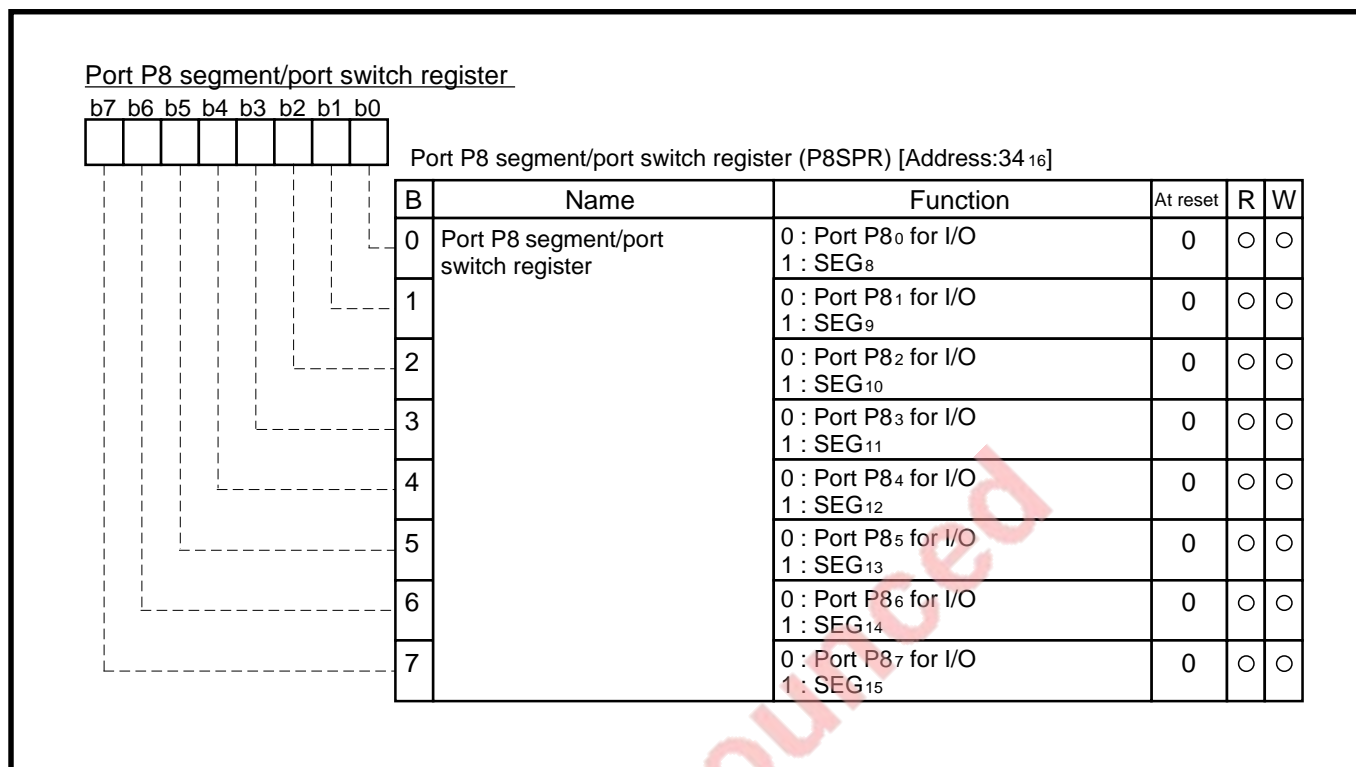 Port P8 segment/port switch register
b7 b6 b5 b4 b3 b2 b1 b0
Port P8 segment/port switch register (P8SPR) [Address:34 16]
B Name Function At reset R W
0 Port P8 segment/port switch register 0 : Port P80 for I/O 0 ○ ○
1 : SEG8
1 0 : Port P81 for I/O 0 ○ ○
1 : SEG9
2 0 : Port P82 for I/O 0 ○ ○
1 : SEG10
3 0 : Port P83 for I/O 0 ○ ○
1 : SEG11
4 0 : Port P84 for I/O 0 ○ ○
1 : SEG12
5 0 : Port P85 for I/O 0 ○ ○
1 : SEG13
6 0 : Port P86 for I/O 0 ○ ○
1 : SEG14
7 0 : Port P87 for I/O 0 ○ ○
1 : SEG15